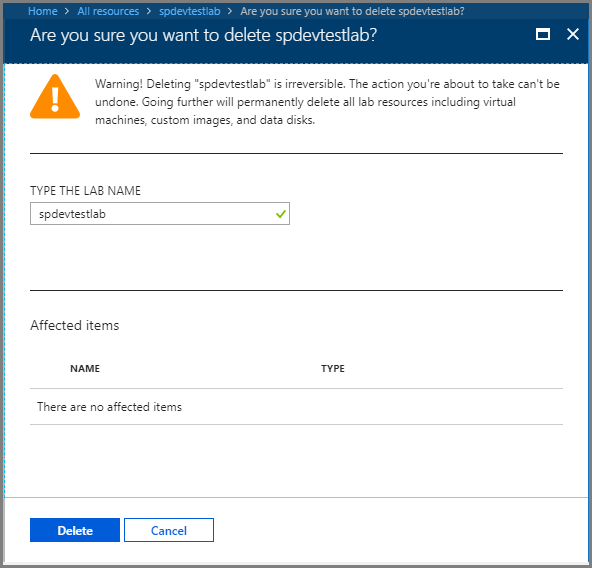 Home > All resources > spdevtestlab > Are you sure you want to delete spdevtestlab?
Are you sure you want to delete spdevtestlab?
Warning! Deleting "spdevtestlab" is irreversible. The action you're about to take can't be
undone. Going further will permanently delete all lab resources including virtual
machines, custom images, and data disks.
TYPE THE LAB NAME
spdevtestlab
Affected items
NAME TYPE
There are no affected items
Delete Cancel